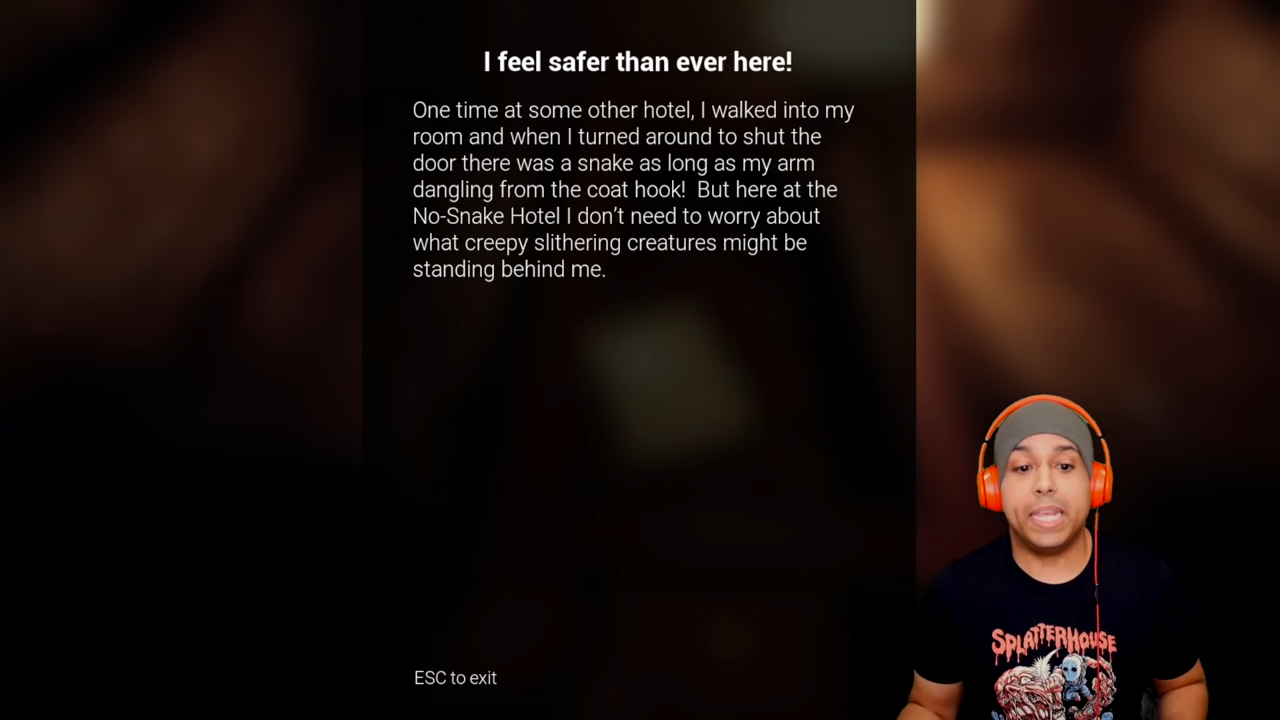 I feel safer than ever here!
One time at some other hotel, I walked into my
room and when I turned around to shut the
door there was a snake as long as my arm
dangling from the coat hook!  But here at the
No-Snake Hotel I don’t need to worry about
what creepy slithering creatures might be
standing behind me.
ESC to exit
SPLATTERHOUSE